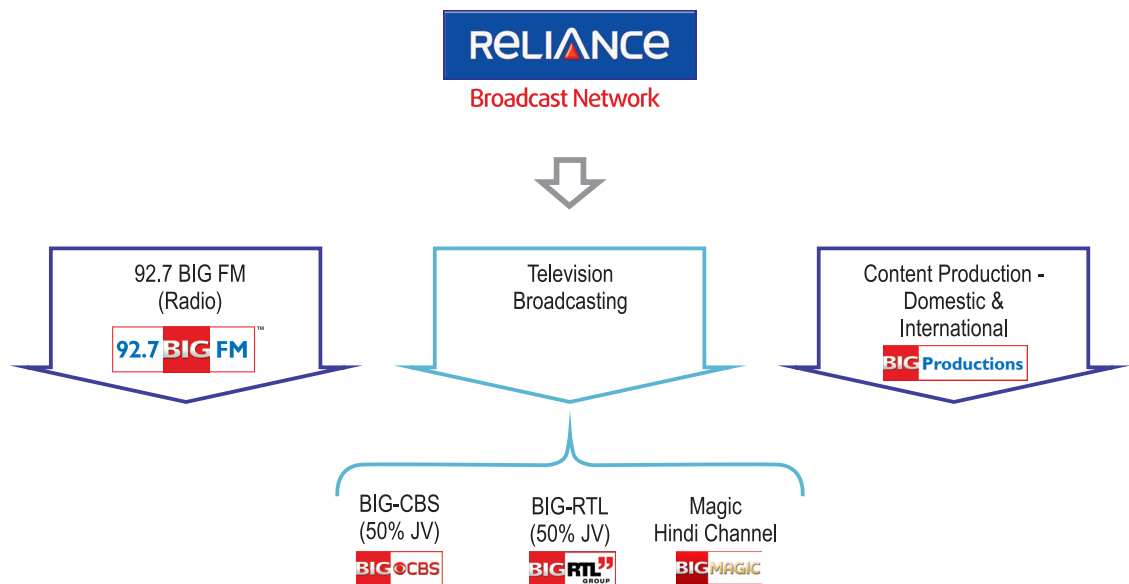 RELIANCE
Broadcast Network
92.7 BIG FM
(Radio)
92.7 BIG FM ™
Television
Broadcasting
Content Production -
Domestic &
International
BIG Productions
BIG-CBS
(50% JV)
BIG CBS
BIG-RTL
(50% JV)
BIG RTL
GROUP
Magic
Hindi Channel
BIG MAGIC